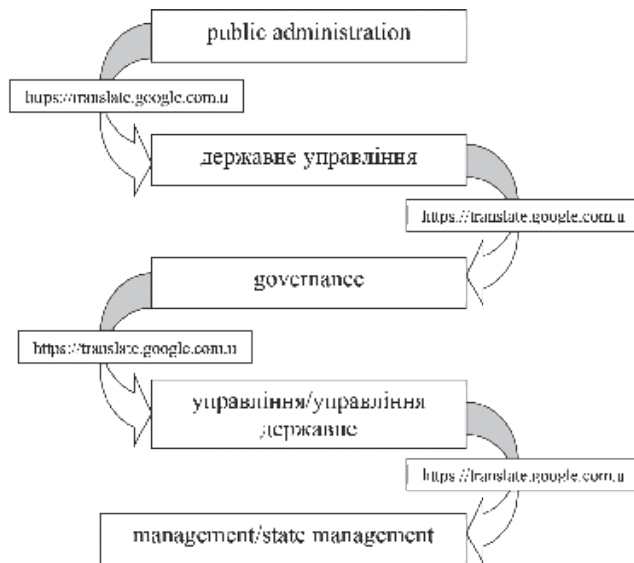 public administration
https://translate.google.com.u
державне управління
https://translate.google.com.u
governance
https://translate.google.com.u
управління/управління
державне
https://translate.google.com.u
management/state management